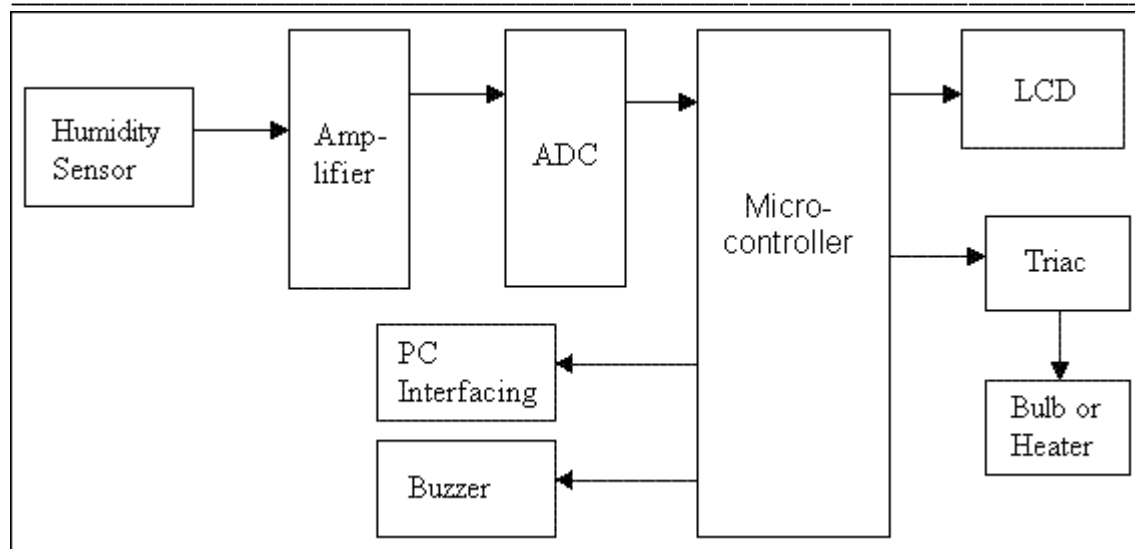 Humidity
Sensor
Amp-
lifier
ADC
Micro-
controller
LCD
Triac
Bulb or
Heater
PC
Interfacing
Buzzer